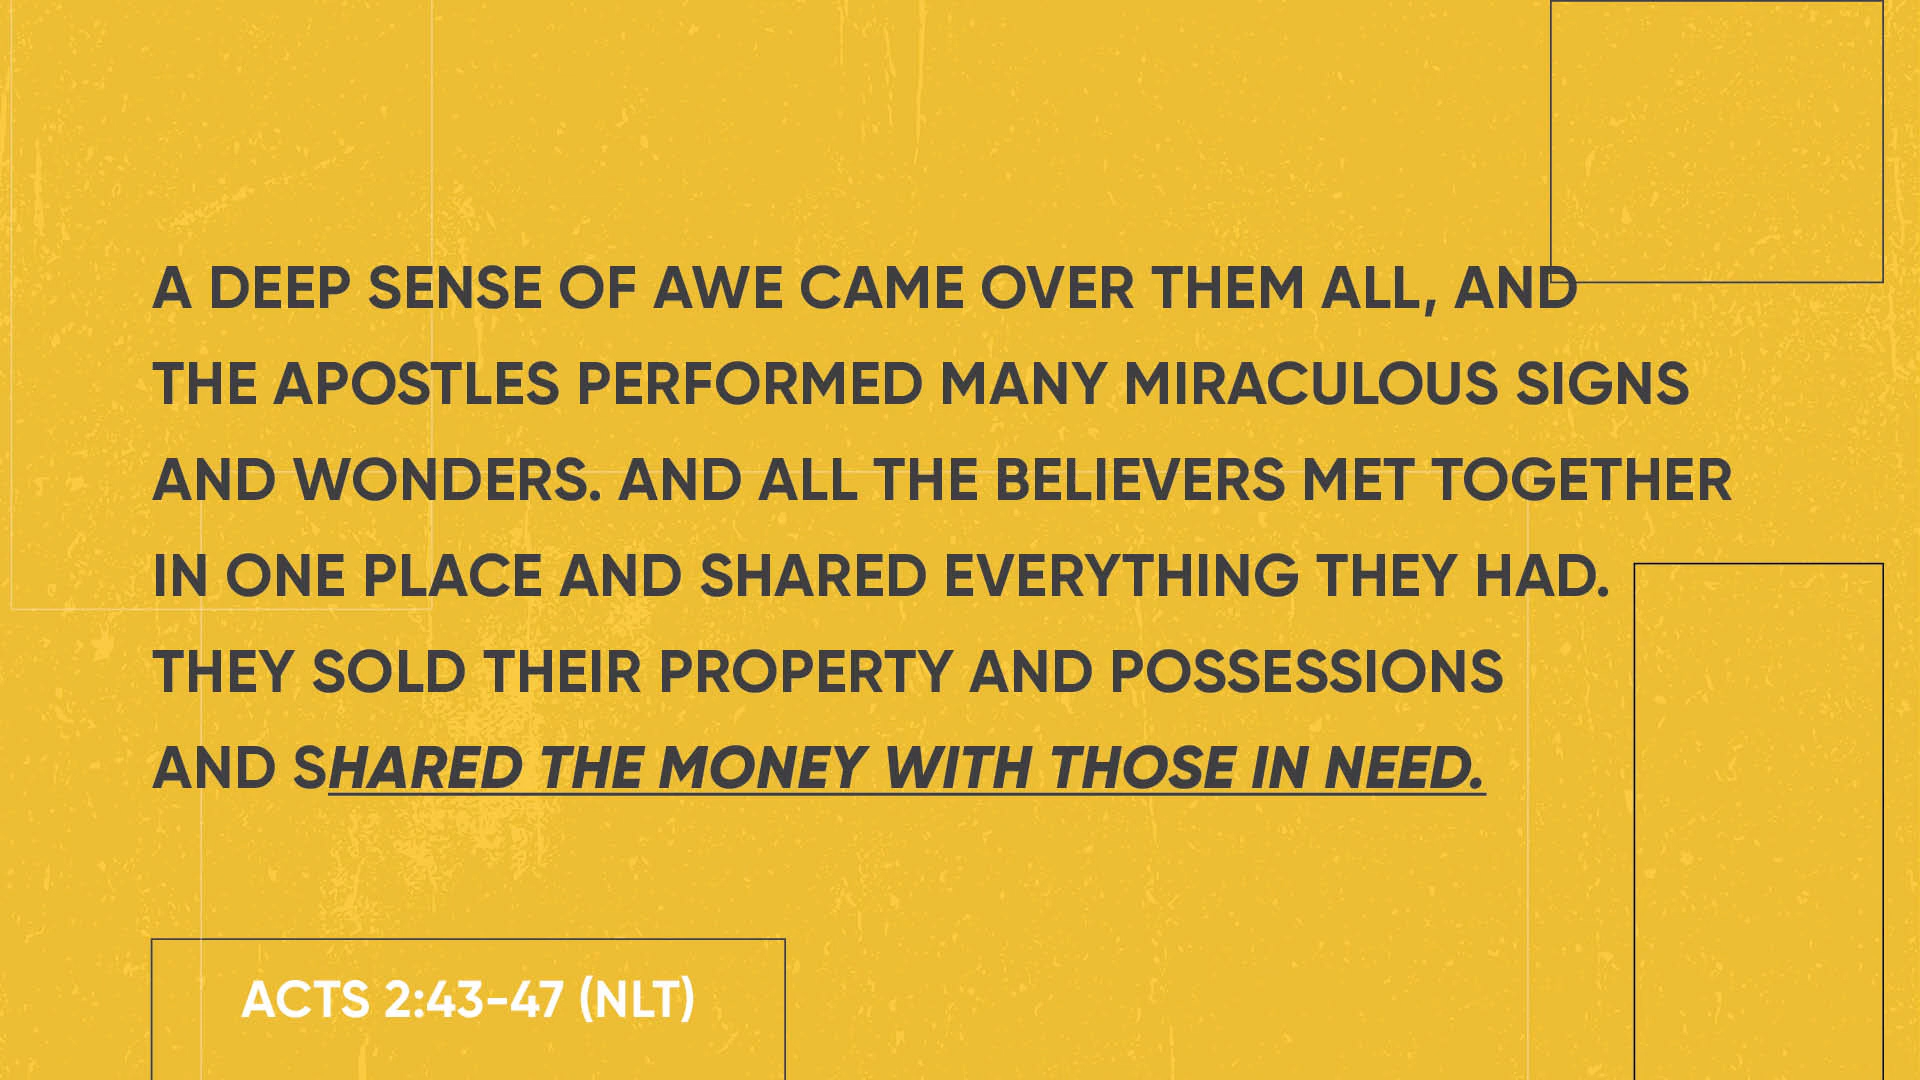 A DEEP SENSE OF AWE CAME OVER THEM ALL, AND
THE APOSTLES PERFORMED MANY MIRACULOUS SIGNS
AND WONDERS. AND ALL THE BELIEVERS MET TOGETHER
IN ONE PLACE AND SHARED EVERYTHING THEY HAD.
THEY SOLD THEIR PROPERTY AND POSSESSIONS
AND SHARED THE MONEY WITH THOSE IN NEED.
ACTS 2:43-47 (NLT)